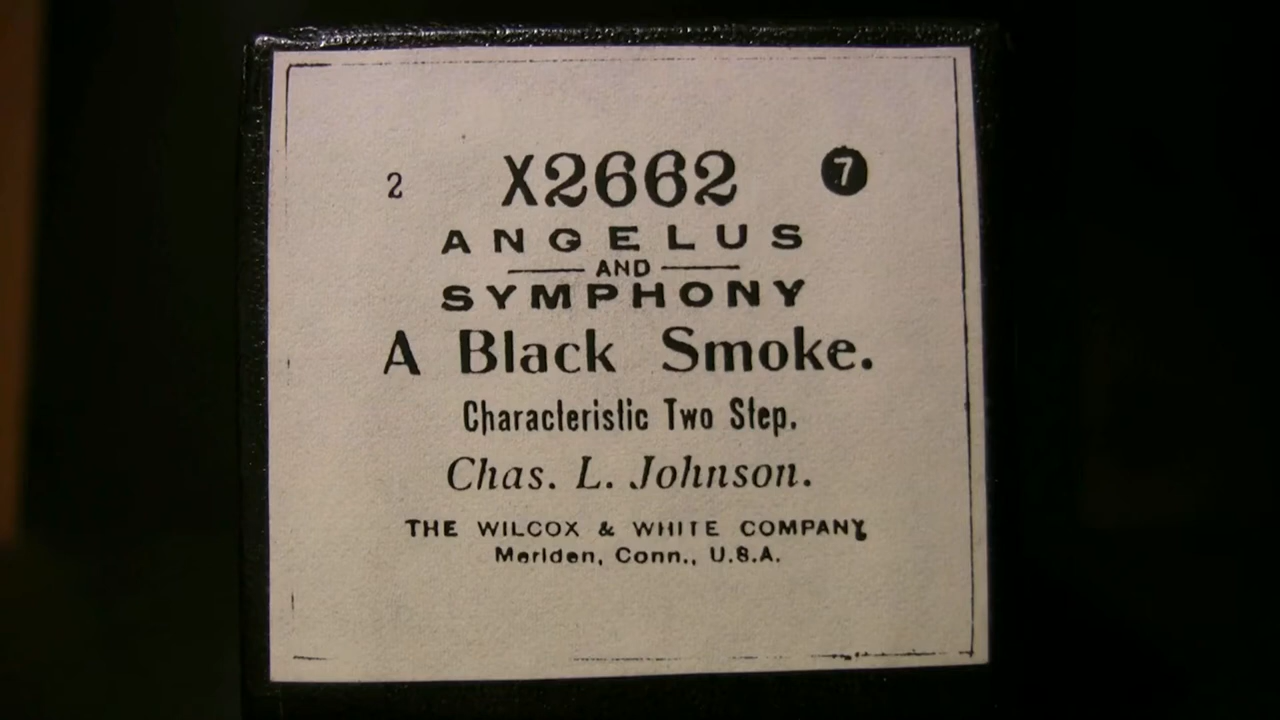 2 X2662 7
ANGELUS
AND
SYMPHONY
A Black Smoke.
Characteristic Two Step.
Chas. L. Johnson.
THE WILCOX & WHITE COMPANY
Meriden, Conn., U.S.A.